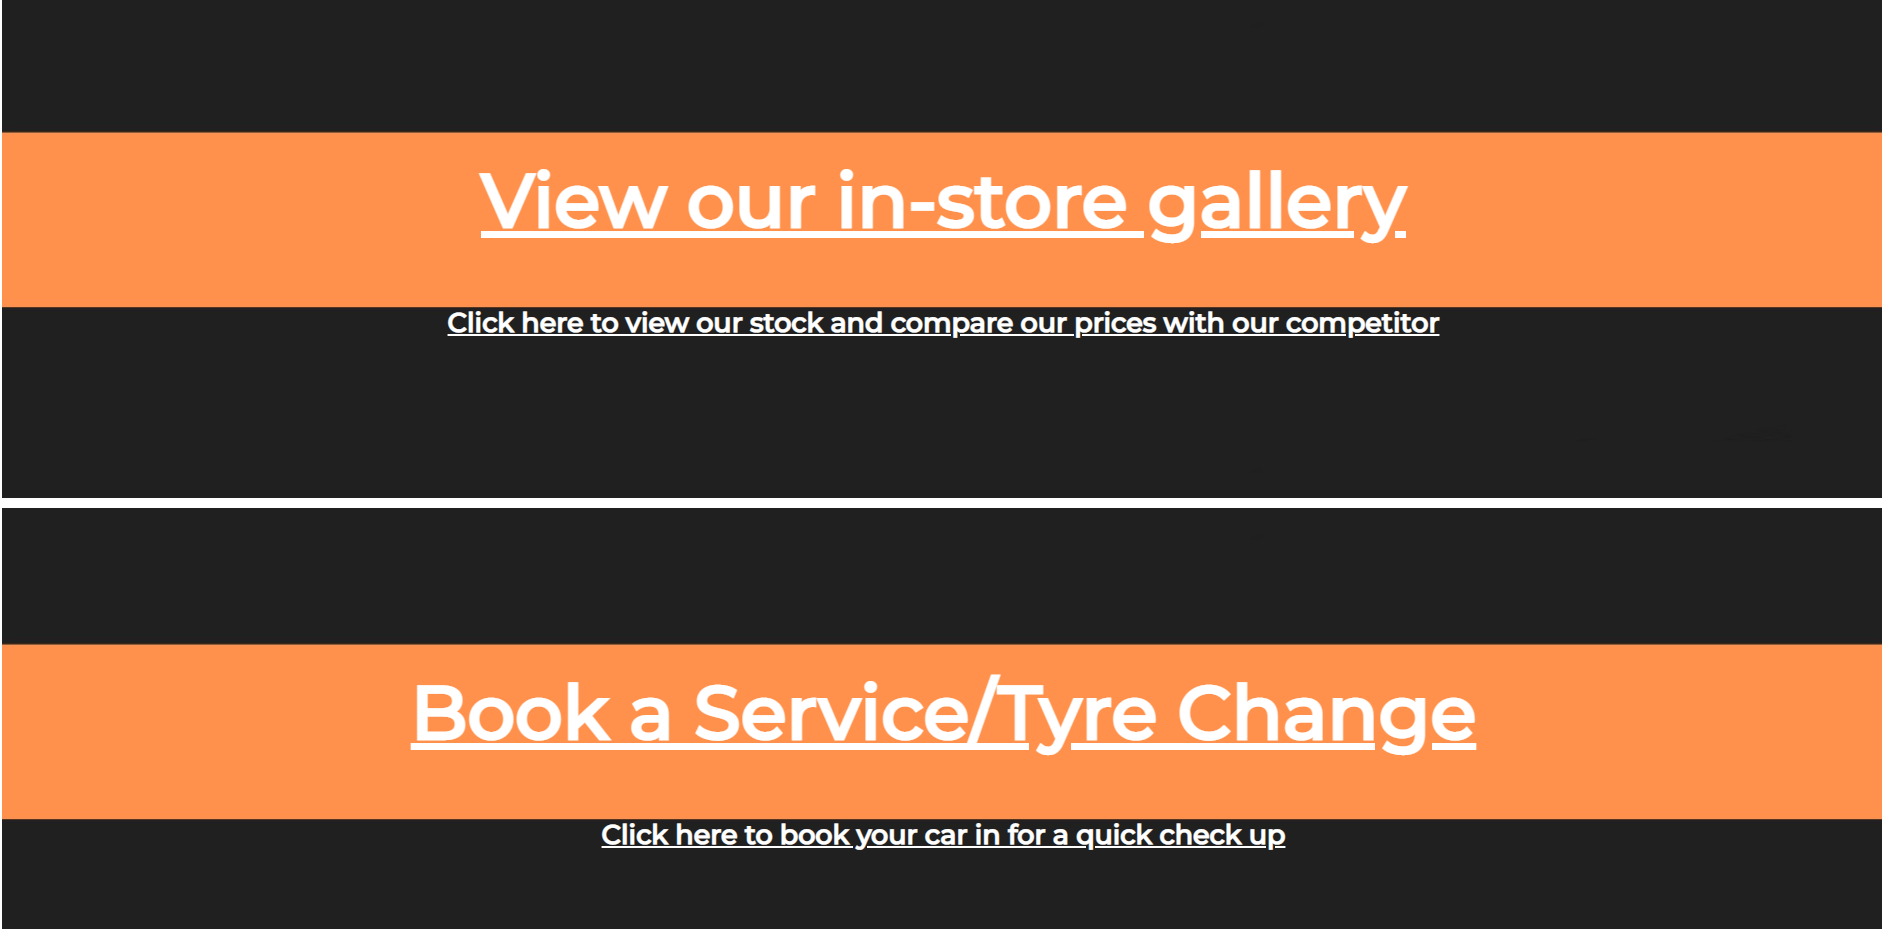 View our in-store gallery
Click here to view our stock and compare our prices with our competitor
Book a Service/Tyre Change
Click here to book your car in for a quick check up